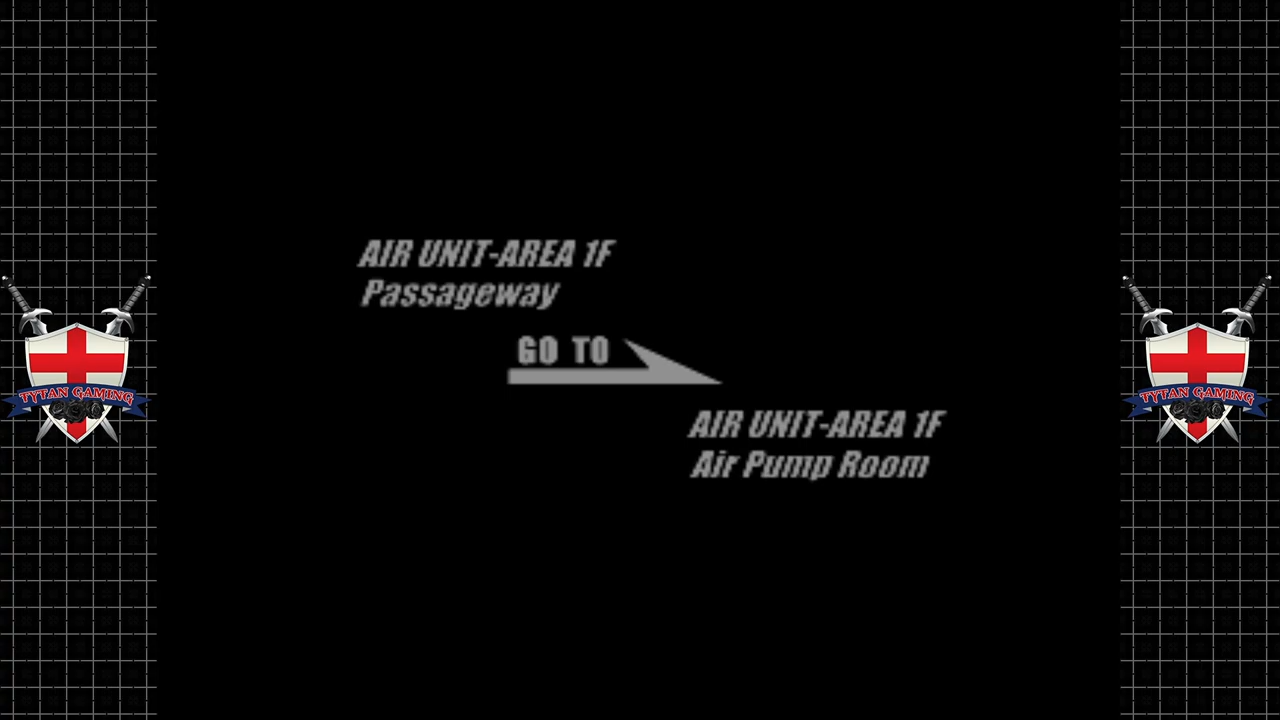 AIR UNIT-AREA 1F
Passageway
GO TO
AIR UNIT-AREA 1F
Air Pump Room
TYTAN GAMING
TYTAN GAMING